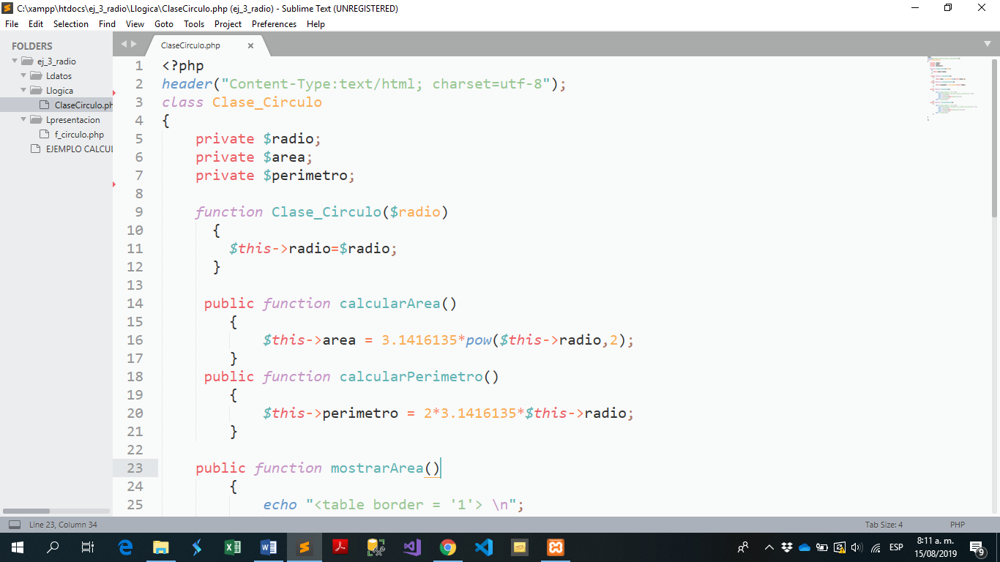 C:\xampp\htdocs\ej_3_radio\Llogica\ClaseCirculo.php (ej_3_radio) - Sublime Text (UNREGISTERED)
File Edit Selection Find View Goto Tools Project Preferences Help
FOLDERS
ej_3_radio
Ldatos
Llogica
ClaseCirculo.ph
Lpresentacion
f_circulo.php
EJEMPLO CALCUL
ClaseCirculo.php
1 <?php
2 header("Content-Type:text/html; charset=utf-8");
3 class Clase_Circulo
4 {
5 private $radio;
6 private $area;
7 private $perimetro;
8
9 function Clase_Circulo($radio)
10 {
11 $this->radio=$radio;
12 }
13
14 public function calcularArea()
15 {
16 $this->area = 3.1416135*pow($this->radio,2);
17 }
18 public function calcularPerimetro()
19 {
20 $this->perimetro = 2*3.1416135*$this->radio;
21 }
22
23 public function mostrarArea()
24 {
25 echo "<table border = '1'> \n";
Line 23, Column 34 Tab Size: 4 PHP
ESP
8:11 a. m.
15/08/2019
9